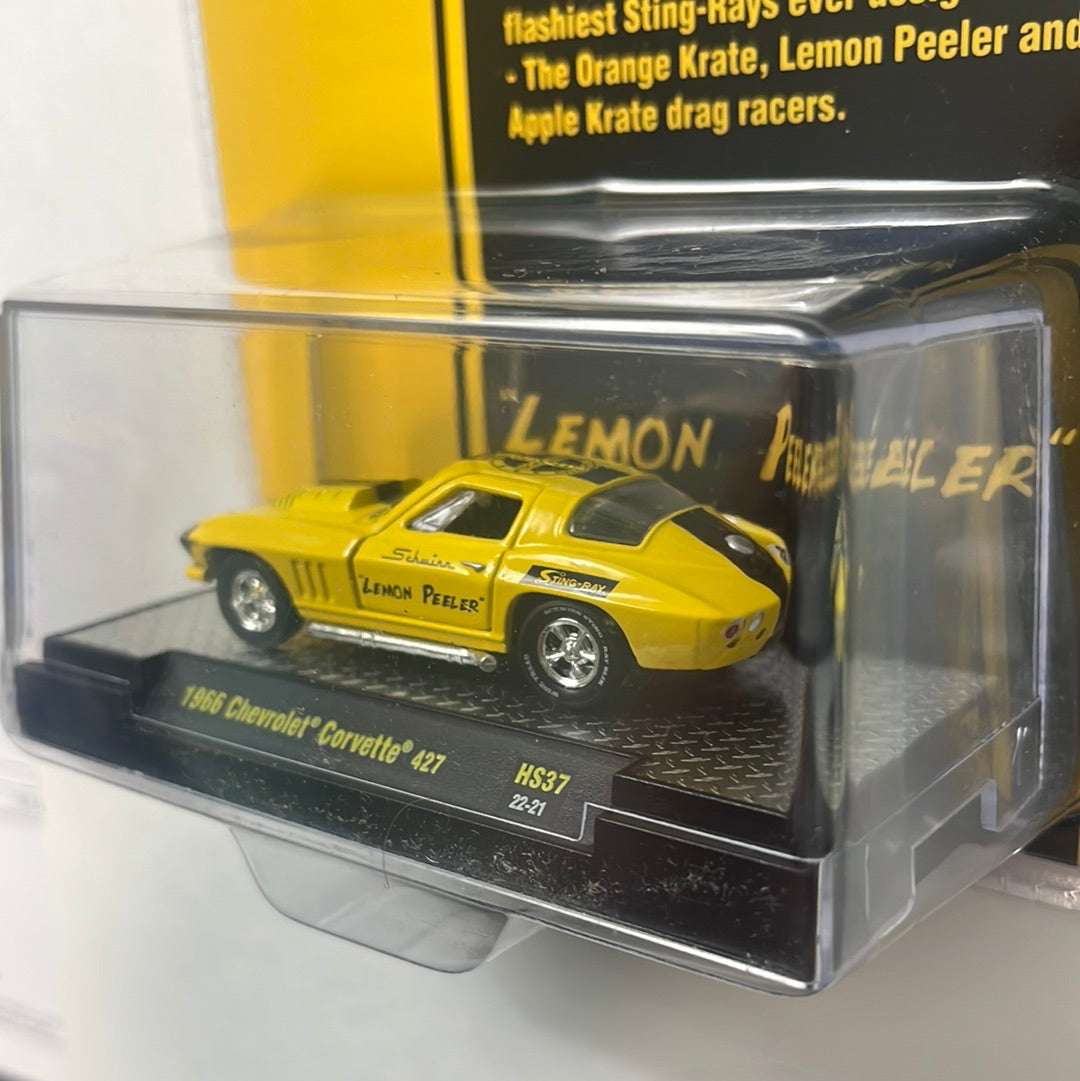 flashiest Sting-Rays ever
- The Orange Krate, Lemon Peeler and
Apple Krate drag racers.
"LEMON PEELER"
Schwinn
"LEMON PEELER"
STING-RAY
1966 Chevrolet® Corvette® 427
HS37
22-21